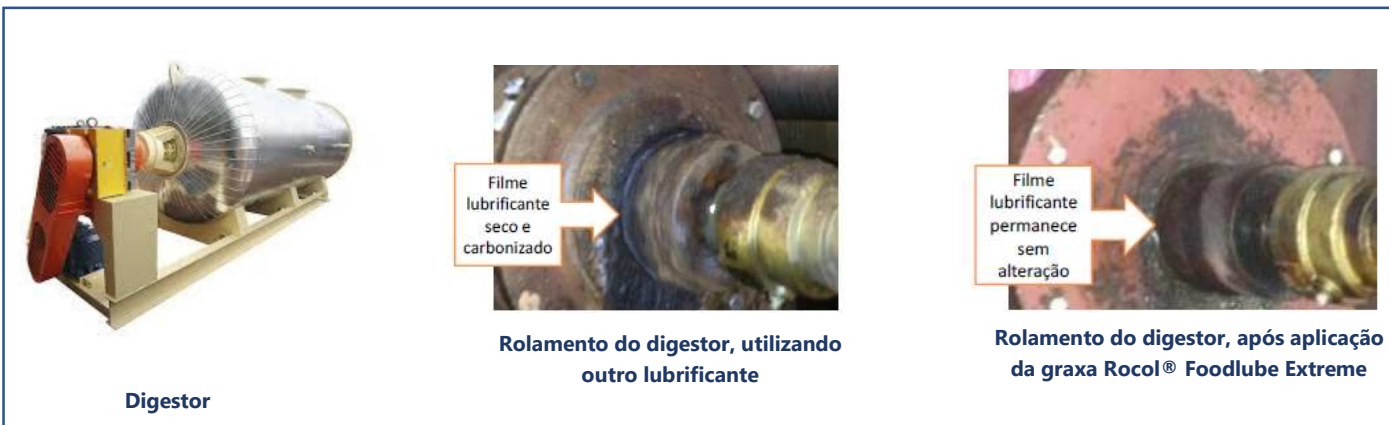 Filme
lubrificante
seco e
carbonizado
Filme
lubrificante
permanece
sem
alteração
Digestor
Rolamento do digestor, utilizando
outro lubrificante
Rolamento do digestor, após aplicação
da graxa Rocol® Foodlube Extreme